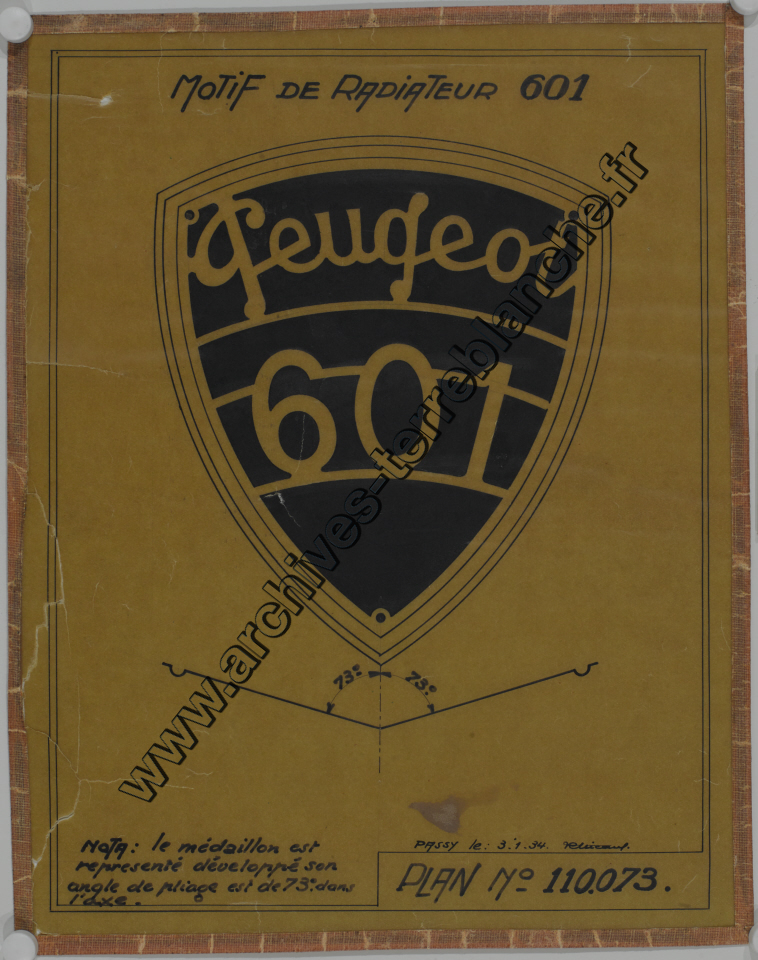 MOTIF DE RADIATEUR 601
Peugeot
601
www.archives-terreblanche.fr
73° 73°
NOTA: le médaillon est
representé développé son
angle de pliage est de 73° dans
l'axe.
PASSY le: 3.1.34.
PLAN No 110.073.